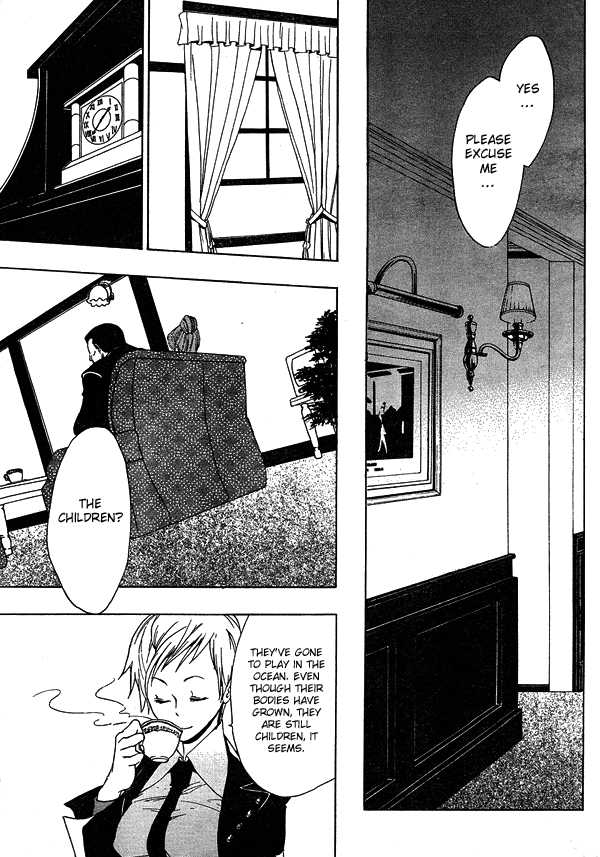 YES
...
PLEASE
EXCUSE
ME
...
THE
CHILDREN?
THEY'VE GONE
TO PLAY IN THE
OCEAN. EVEN
THOUGH THEIR
BODIES HAVE
GROWN, THEY
ARE STILL
CHILDREN, IT
SEEMS.